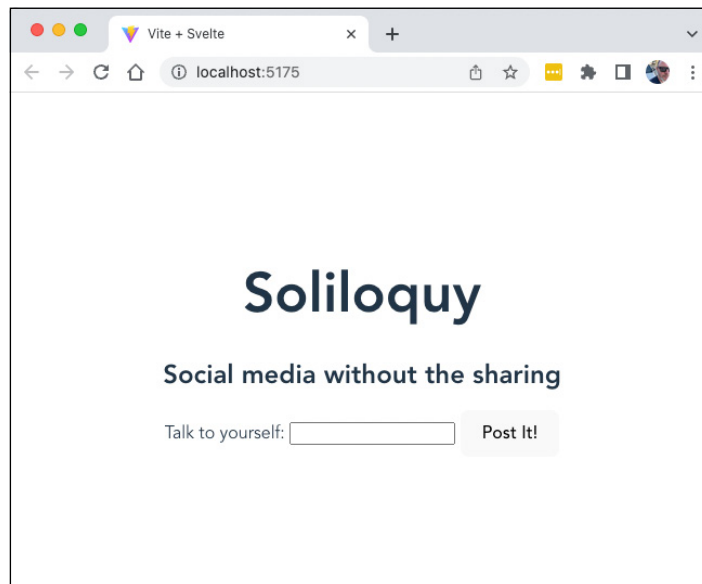 Vite + Svelte
localhost:5175
Soliloquy
Social media without the sharing
Talk to yourself:
Post It!